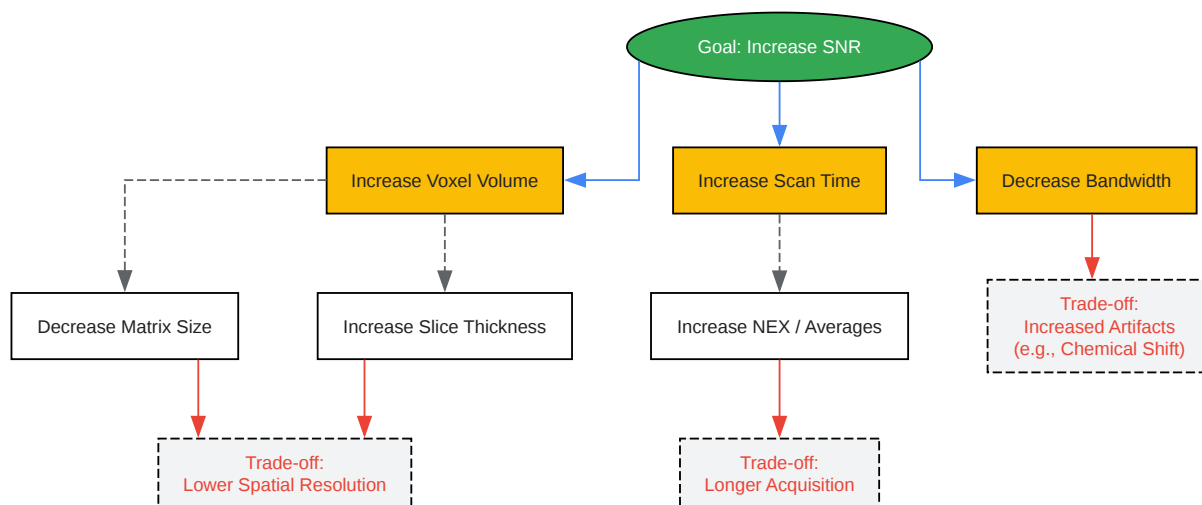 Goal: Increase SNR
Increase Voxel Volume
Increase Scan Time
Decrease Bandwidth
Decrease Matrix Size
Increase Slice Thickness
Increase NEX / Averages
Trade-off:
Increased Artifacts
(e.g., Chemical Shift)
Trade-off:
Lower Spatial Resolution
Trade-off:
Longer Acquisition